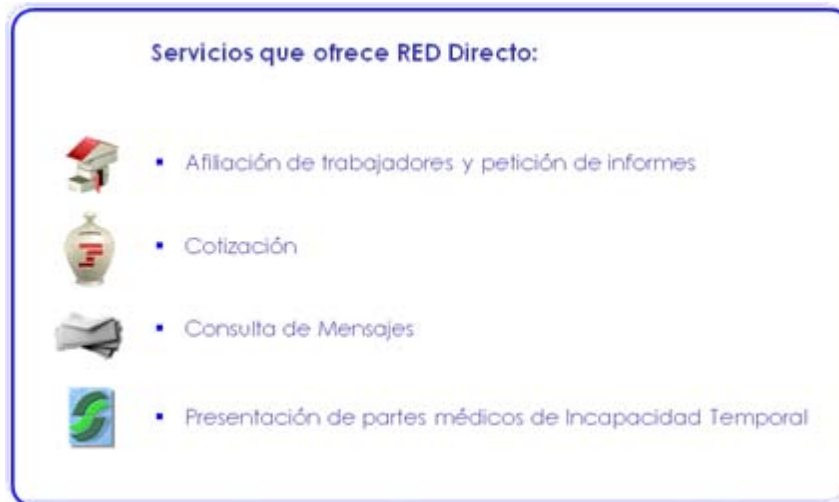 Servicios que ofrece RED Directo:
▪ Afiliación de trabajadores y petición de informes
▪ Cotización
▪ Consulta de Mensajes
▪ Presentación de partes médicos de Incapacidad Temporal